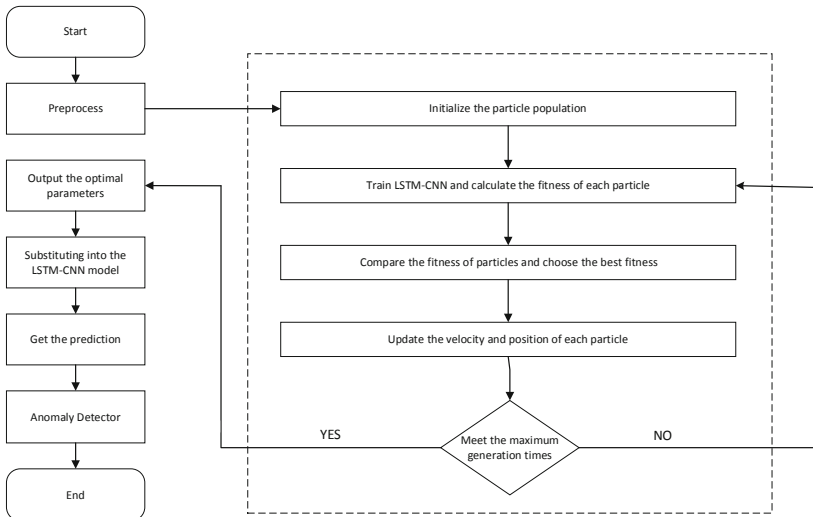 Start
Preprocess
Initialize the particle population
Output the optimal
parameters
Train LSTM-CNN and calculate the fitness of each particle
Substituting into the
LSTM-CNN model
Compare the fitness of particles and choose the best fitness
Get the prediction
Update the velocity and position of each particle
Anomaly Detector
YES
Meet the maximum
generation times
NO
End